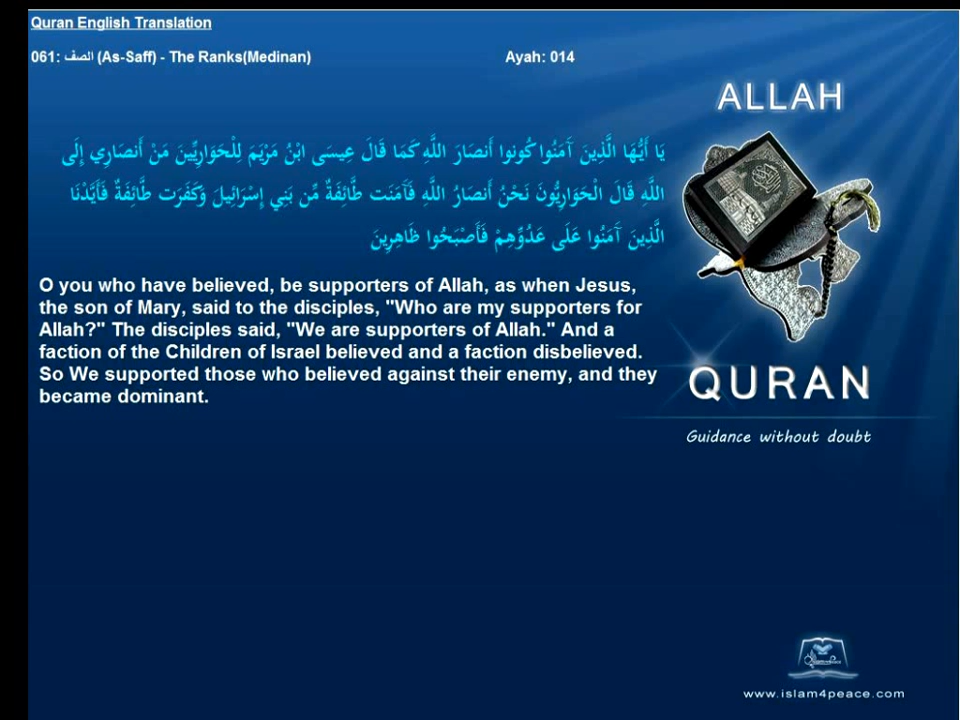 Quran English Translation
061: الصف (As-Saff) - The Ranks(Medinan)
Ayah: 014
ALLAH
يَا أَيُّهَا الَّذِينَ آمَنُوا كُونوا أَنصَارَ اللَّهِ كَمَا قَالَ عِيسَى ابْنُ مَرْيَمَ لِلْحَوَارِيِّينَ مَنْ أَنصَارِي إِلَى
اللَّهِ قَالَ الْحَوَارِيُّونَ نَحْنُ أَنصَارُ اللَّهِ فَآمَنَت طَّائِفَةٌ مِّن بَنِي إِسْرَائِيلَ وَكَفَرَت طَّائِفَةٌ فَأَيَّدْنَا
الَّذِينَ آمَنُوا عَلَى عَدُوِّهِمْ فَأَصْبَحُوا ظَاهِرِينَ
O you who have believed, be supporters of Allah, as when Jesus,
the son of Mary, said to the disciples, "Who are my supporters for
Allah?" The disciples said, "We are supporters of Allah." And a
faction of the Children of Israel believed and a faction disbelieved.
So We supported those who believed against their enemy, and they
became dominant.
QURAN
Guidance without doubt
www.islam4peace.com